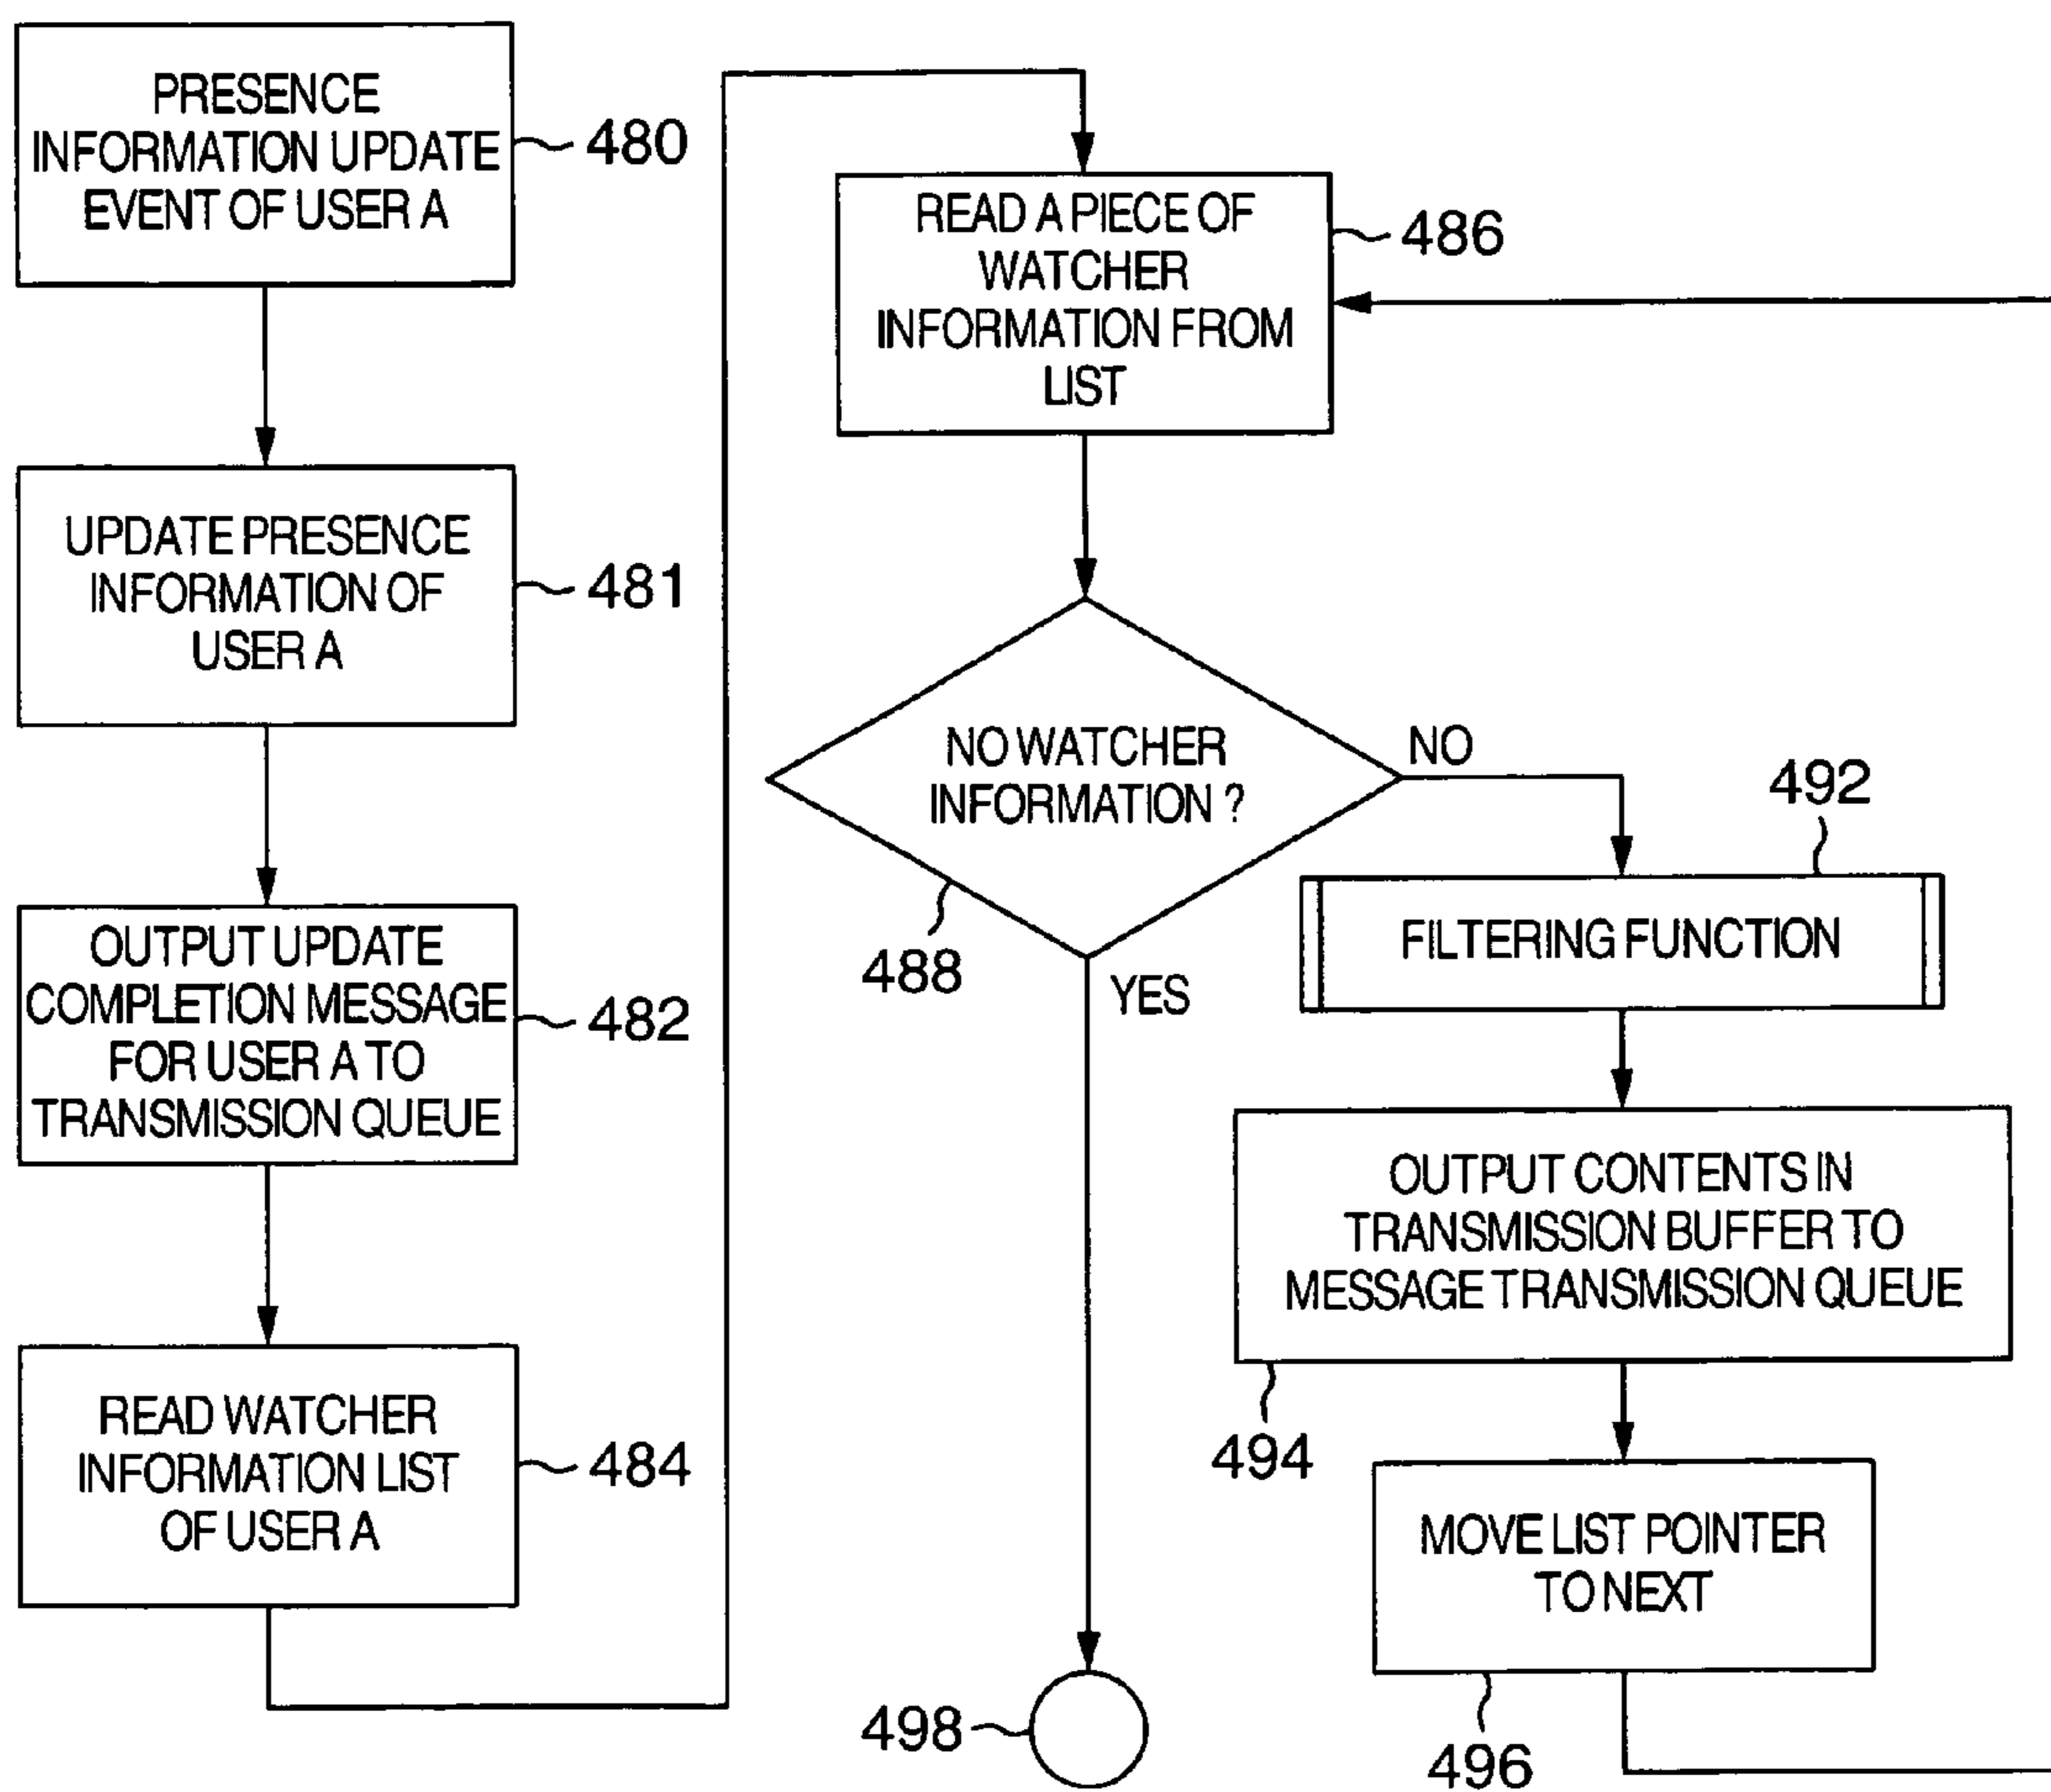 PRESENCE
INFORMATION UPDATE
EVENT OF USER A
480
UPDATE PRESENCE
INFORMATION OF
USER A
481
OUTPUT UPDATE
COMPLETION MESSAGE
FOR USER A TO
TRANSMISSION QUEUE
482
READ WATCHER
INFORMATION LIST
OF USER A
484
READ A PIECE OF
WATCHER
INFORMATION FROM
LIST
486
NO WATCHER
INFORMATION ?
488
NO
YES
492
FILTERING FUNCTION
OUTPUT CONTENTS IN
TRANSMISSION BUFFER TO
MESSAGE TRANSMISSION QUEUE
494
MOVE LIST POINTER
TO NEXT
496
498